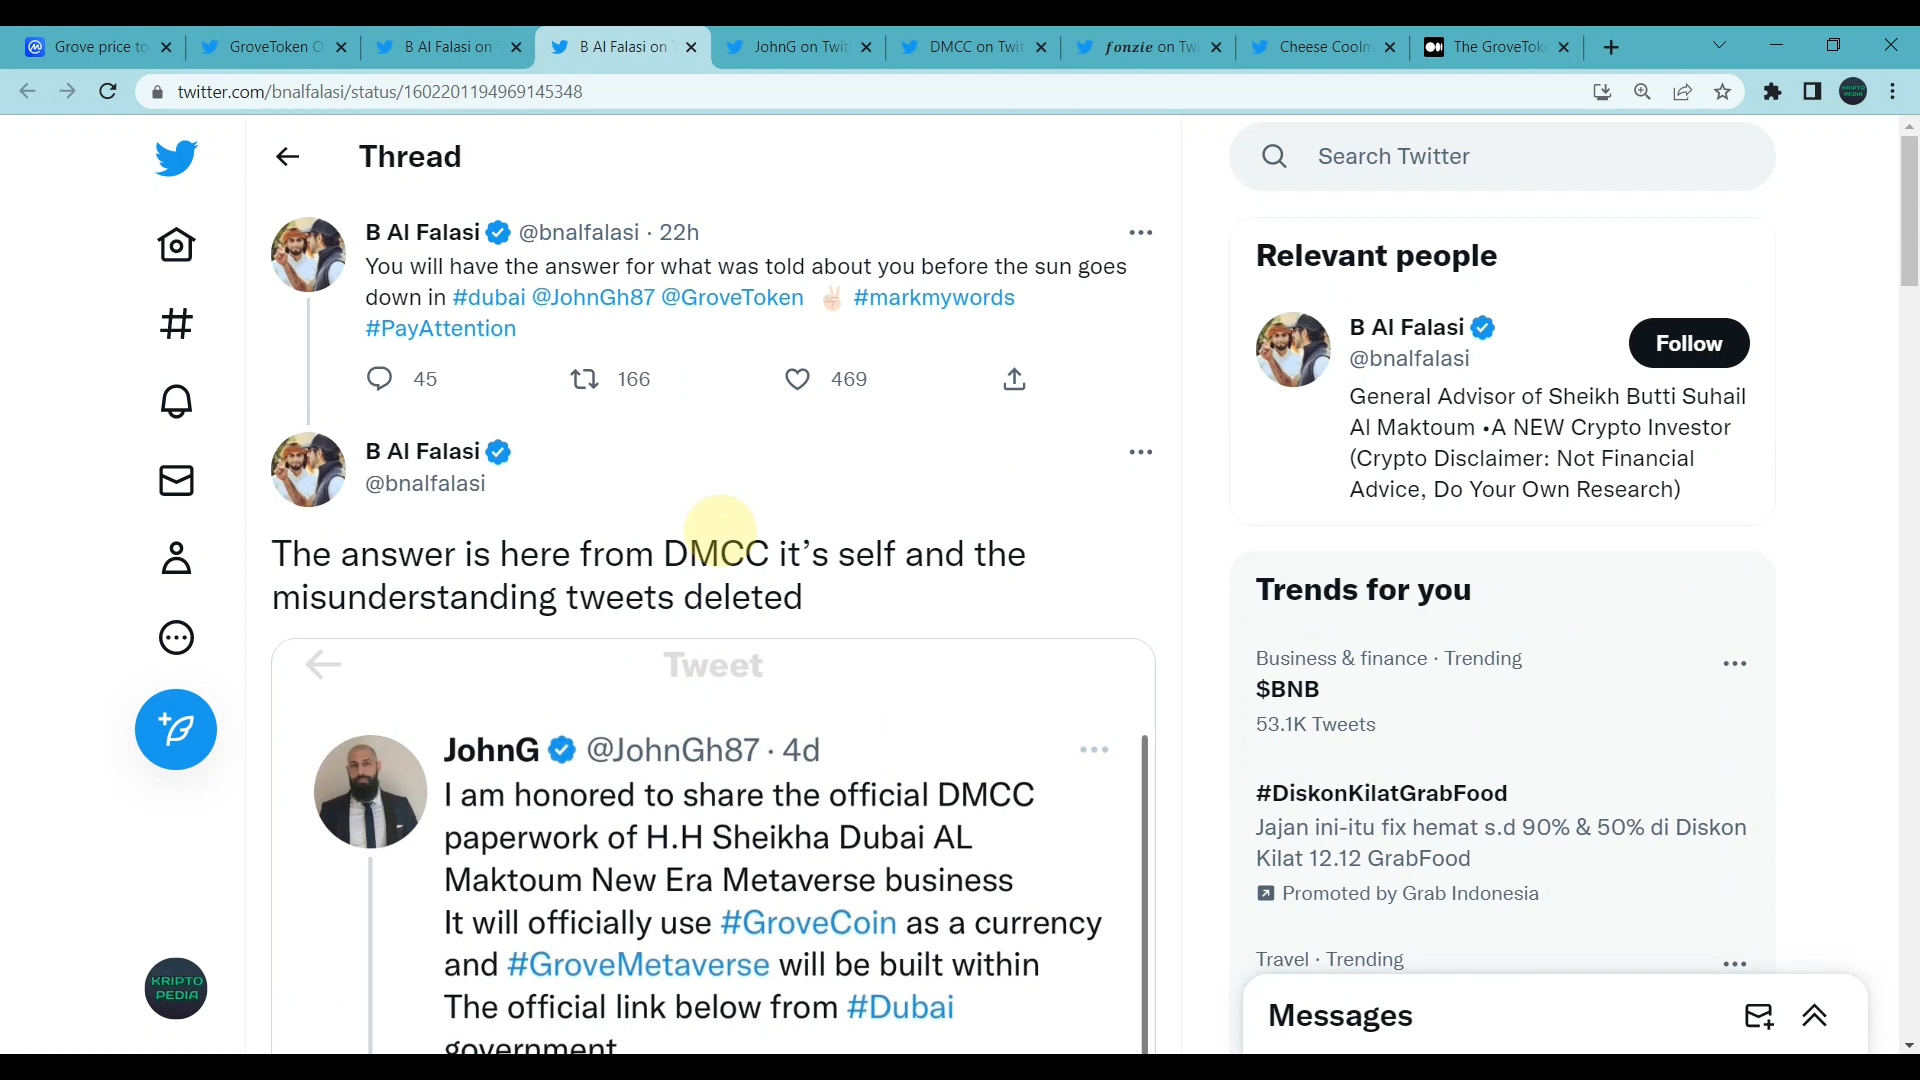 Grove price to
GroveToken O
B Al Falasi on
B Al Falasi on
JohnG on Twit
DMCC on Twit
fonzie on Tw
Cheese Coolm
The GroveTok
twitter.com/bnalfalasi/status/1602201194969145348
Thread
B Al Falasi @bnalfalasi · 22h
You will have the answer for what was told about you before the sun goes
down in #dubai @JohnGh87 @GroveToken ✌🏻 #markmywords
#PayAttention
45
166
469
B Al Falasi
@bnalfalasi
The answer is here from DMCC it’s self and the
misunderstanding tweets deleted
Tweet
JohnG @JohnGh87 · 4d
I am honored to share the official DMCC
paperwork of H.H Sheikha Dubai AL
Maktoum New Era Metaverse business
It will officially use #GroveCoin as a currency
and #GroveMetaverse will be built within
The official link below from #Dubai
government
KRIPTO
PEDIA
Search Twitter
Relevant people
B Al Falasi
@bnalfalasi
Follow
General Advisor of Sheikh Butti Suhail
Al Maktoum •A NEW Crypto Investor
(Crypto Disclaimer: Not Financial
Advice, Do Your Own Research)
Trends for you
Business & finance · Trending
$BNB
53.1K Tweets
#DiskonKilatGrabFood
Jajan ini-itu fix hemat s.d 90% & 50% di Diskon
Kilat 12.12 GrabFood
Promoted by Grab Indonesia
Travel · Trending
Messages